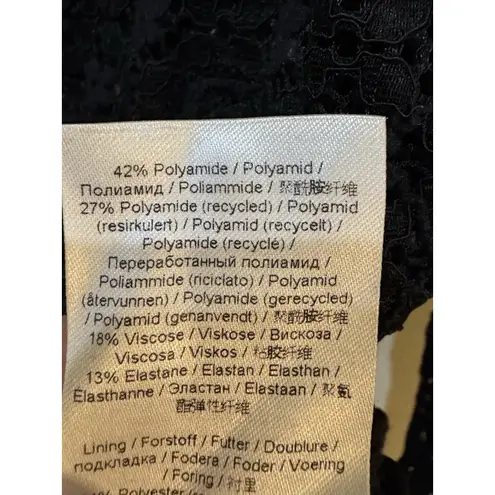 42% Polyamide / Polyamid /
Полиамид / Poliammide / 聚酰胺纤维
27% Polyamide (recycled) / Polyamid
(resirkulert) / Polyamid (recycelt) /
Polyamide (recyclé) /
Переработанный полиамид /
Poliammide (riciclato) / Polyamid
(återvunnen) / Polyamide (gerecycled)
/ Polyamid (genanvendt) / 聚酰胺纤维
18% Viscose / Viskose / Вискоза /
Viscosa / Viskos / 粘胶纤维
13% Elastane / Elastan / Elasthan /
Elasthanne / Эластан / Elastaan / 聚氨
酯弹性纤维
Lining / Forstoff / Futter / Doublure /
подкладка / Fodera / Foder / Voering
/ Foring / 衬里
Polyester